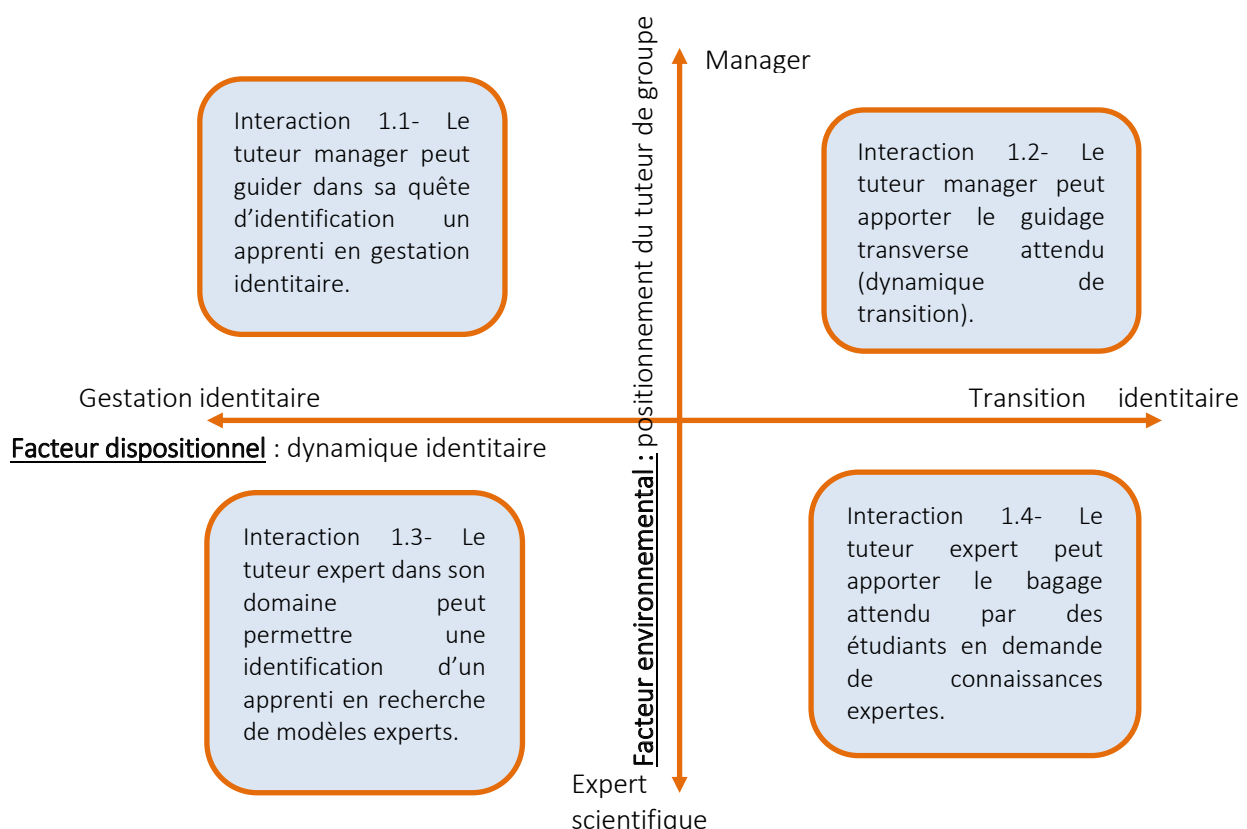 Manager
Interaction 1.1- Le
tuteur manager peut
guider dans sa quête
d’identification un
apprenti en gestation
identitaire.
Interaction 1.2- Le
tuteur manager peut
apporter le guidage
transverse attendu
(dynamique de
transition).
Facteur environnemental : positionnement du tuteur de groupe
Gestation identitaire
Transition identitaire
Facteur dispositionnel : dynamique identitaire
Interaction 1.3- Le
tuteur expert dans son
domaine peut
permettre une
identification d’un
apprenti en recherche
de modèles experts.
Interaction 1.4- Le
tuteur expert peut
apporter le bagage
attendu par des
étudiants en demande
de connaissances
expertes.
Expert
scientifique